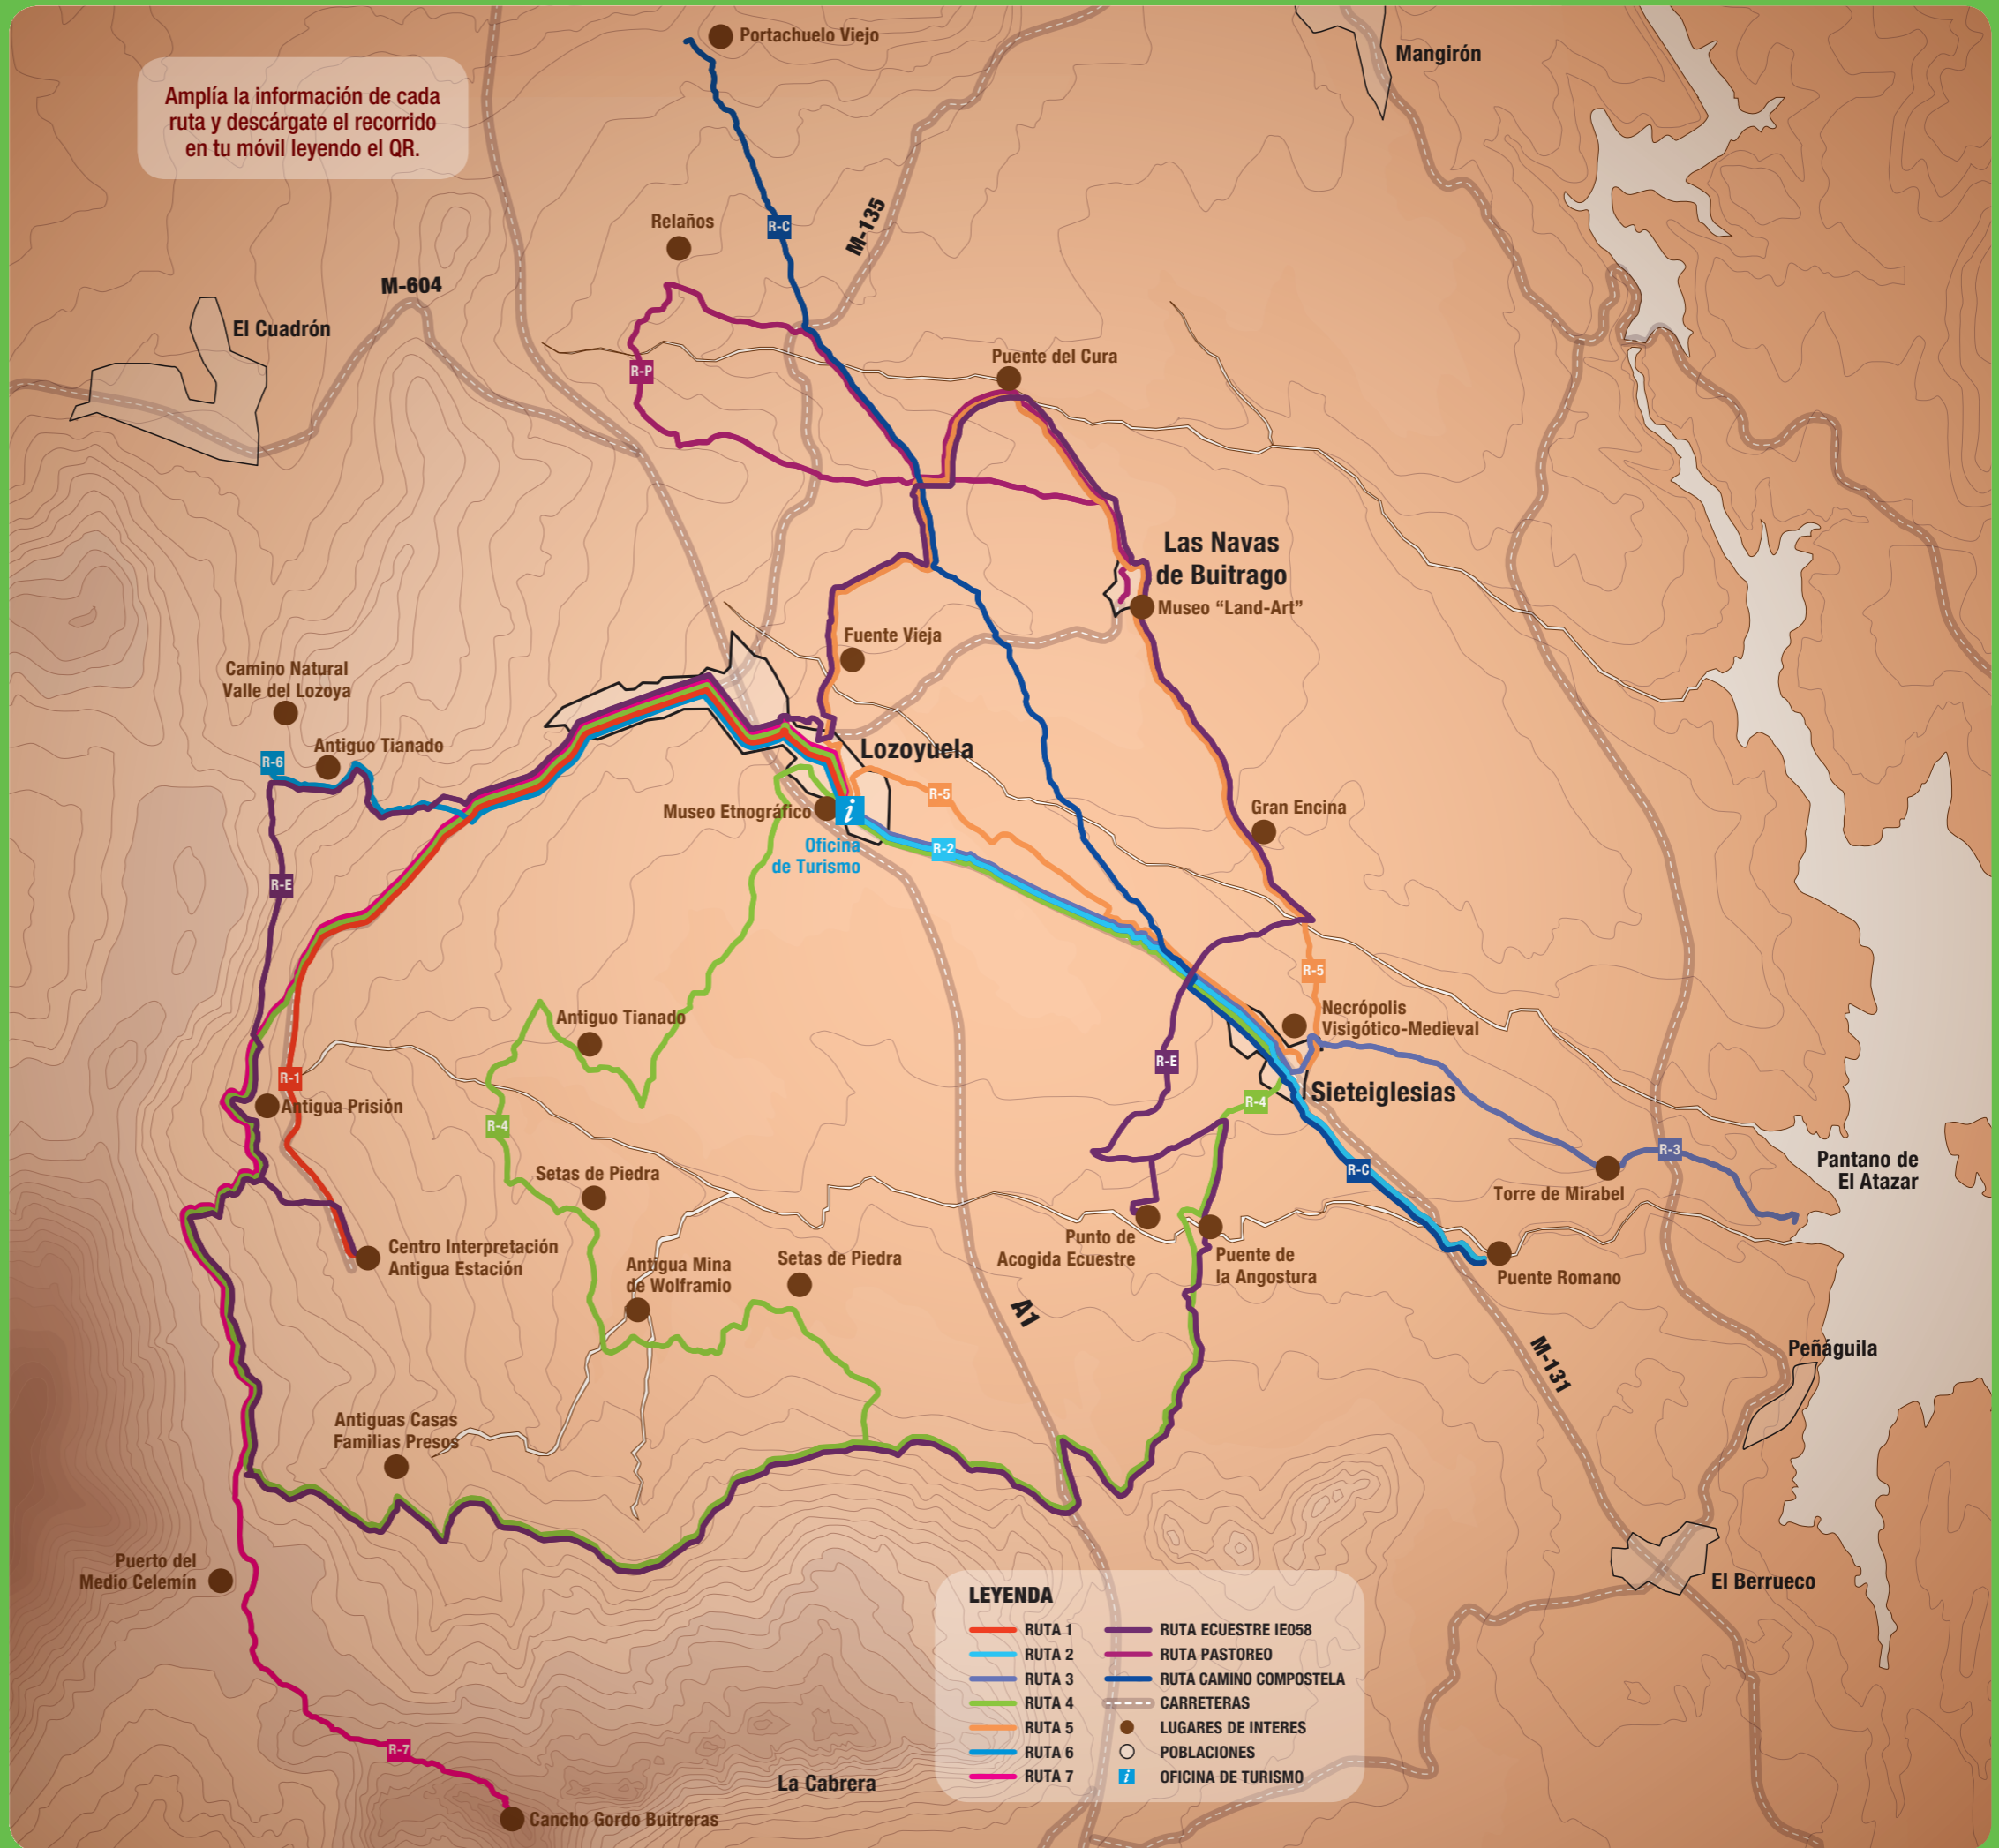 Portachuelo Viejo
Mangirón
Amplía la información de cada
ruta y descárgate el recorrido
en tu móvil leyendo el QR.
Relaños
R-C
M-135
M-604
El Cuadrón
R-P
Puente del Cura
Las Navas
de Buitrago
Museo “Land-Art”
Fuente Vieja
Camino Natural
Valle del Lozoya
Antiguo Tianado
R-6
Lozoyuela
R-5
Museo Etnográfico
i
Oficina
de Turismo
R-2
Gran Encina
R-E
R-5
Necrópolis
Visigótico-Medieval
Antiguo Tianado
R-E
R-1
Antigua Prisión
Sieteiglesias
R-4
R-4
R-C
R-3
Pantano de
El Atazar
Torre de Mirabel
Setas de Piedra
Centro Interpretación
Antigua Estación
Antigua Mina
de Wolframio
Setas de Piedra
Punto de
Acogida Ecuestre
Puente de
la Angostura
Puente Romano
A1
M-131
Peñáguila
Antiguas Casas
Familias Presos
Puerto del
Medio Celemín
El Berrueco
R-7
La Cabrera
Cancho Gordo Buitreras
LEYENDA
RUTA 1
RUTA 2
RUTA 3
RUTA 4
RUTA 5
RUTA 6
RUTA 7
RUTA ECUESTRE IE058
RUTA PASTOREO
RUTA CAMINO COMPOSTELA
CARRETERAS
LUGARES DE INTERES
POBLACIONES
i OFICINA DE TURISMO